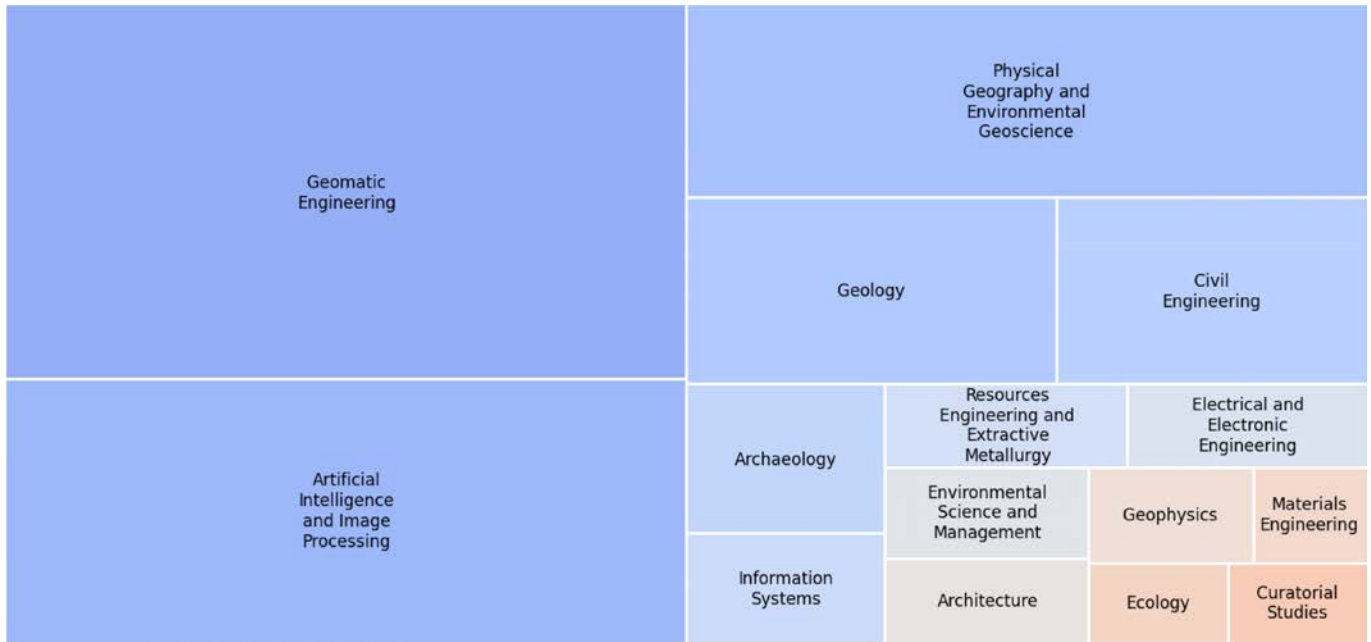 Geomatic
Engineering
Artificial
Intelligence
and Image
Processing
Physical
Geography and
Environmental
Geoscience
Geology
Civil
Engineering
Archaeology
Information
Systems
Resources
Engineering and
Extractive
Metallurgy
Electrical and
Electronic
Engineering
Environmental
Science and
Management
Architecture
Geophysics
Materials
Engineering
Ecology
Curatorial
Studies